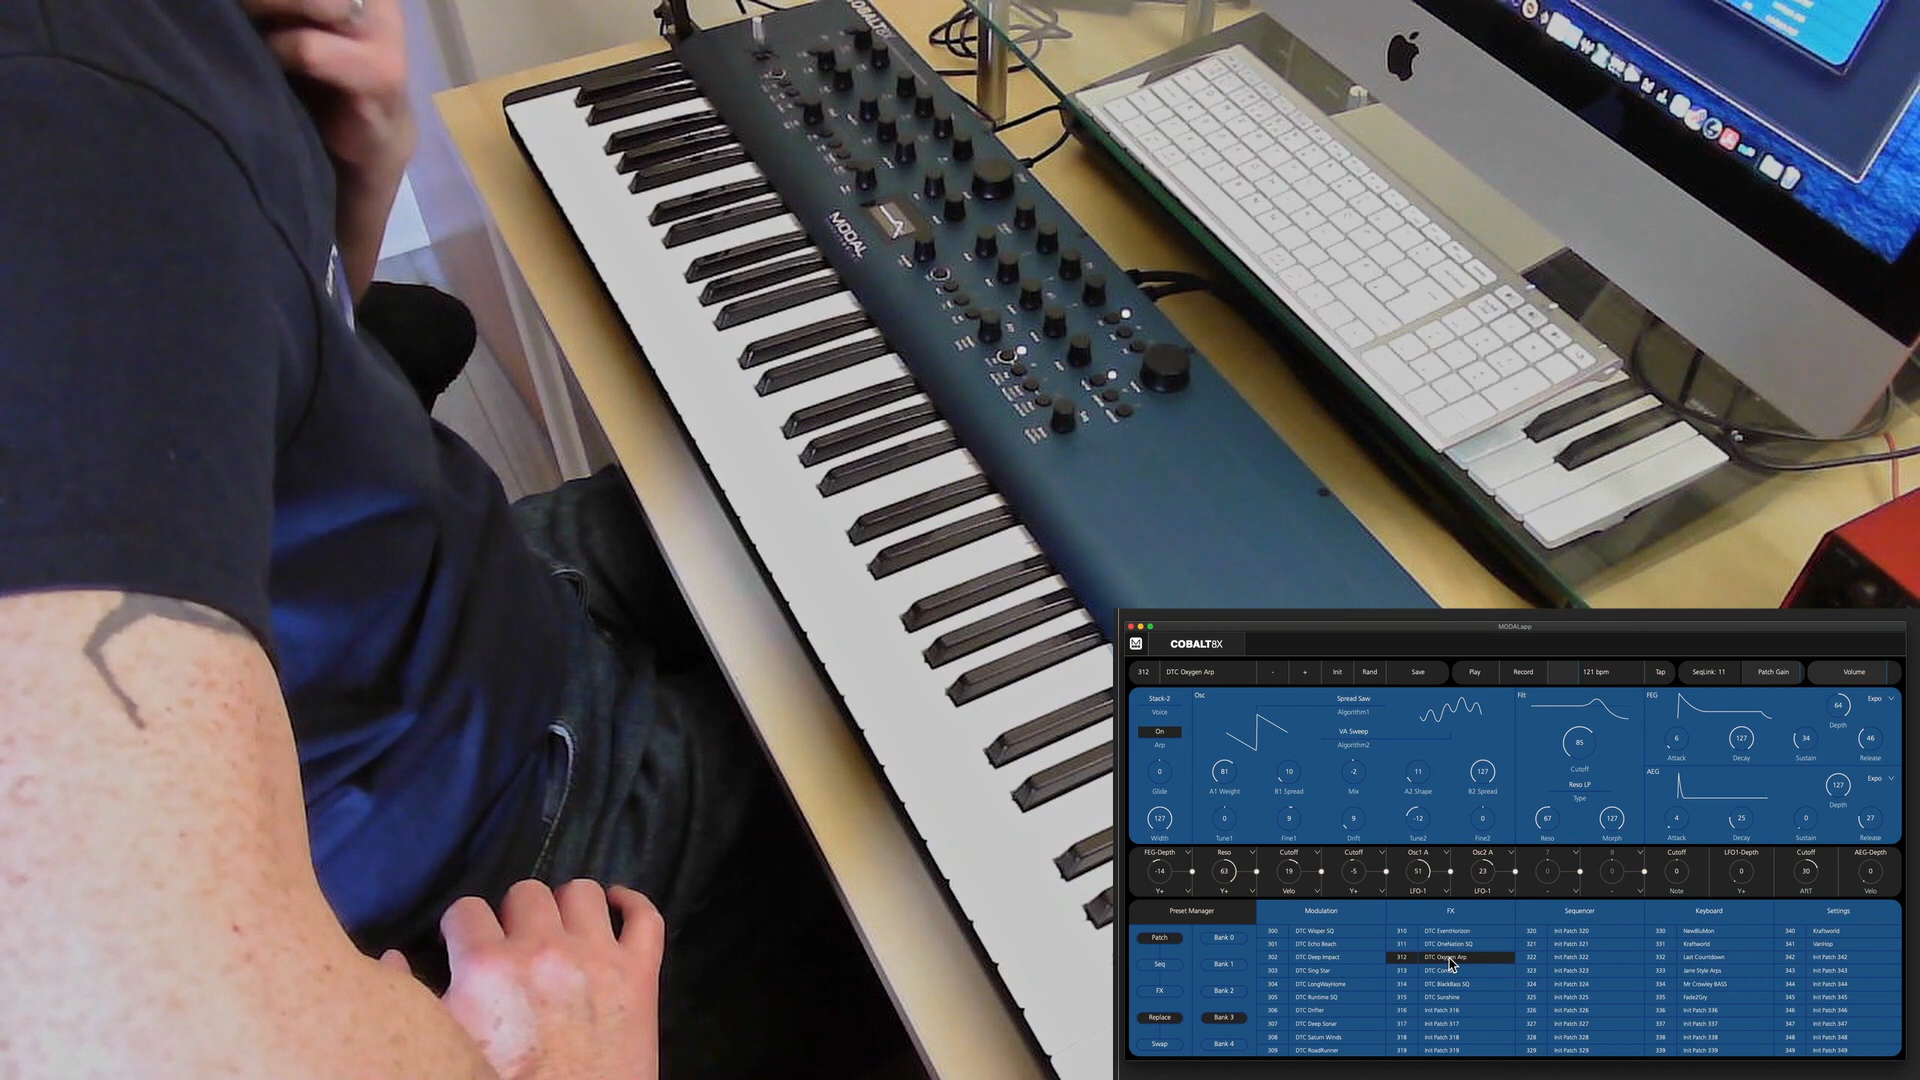 COBALT8X
MODAL
MODALapp
COBALT8X
312 DTC Oxygen Arp - + Init Rand Save Play Record 121 bpm Tap SeqLink: 11 Patch Gain Volume
Stack-2 Osc Spread Saw Filt FEG 64 Expo
Voice Algorithm1 Depth
On VA Sweep 85 6 127 34 46
Arp Algorithm2 Attack Decay Sustain Release
0 81 10 -2 11 127 Cutoff AEG 127 Expo
Glide A1 Weight B1 Spread Mix A2 Shape B2 Spread Reso LP Depth
Type
127 0 9 9 -12 0 67 127 4 25 0 27
Width Tune1 Fine1 Drift Tune2 Fine2 Reso Morph Attack Decay Sustain Release
FEG-Depth Reso Cutoff Cutoff Osc1 A Osc2 A 7 8 Cutoff LFO1-Depth Cutoff AEG-Depth
-14 63 19 -5 51 23 0 0 0 0 30 0
Y+ Y+ Velo Y+ LFO-1 LFO-1 - - Note Y+ AftT Velo
Preset Manager Modulation FX Sequencer Keyboard Settings
Patch Bank 0
Seq Bank 1
FX Bank 2
Replace Bank 3
Swap Bank 4
300 DTC Wisper SQ 310 DTC EventHorizon 320 Init Patch 320 330 NewBluMon 340 Kraftworld
301 DTC Echo Beach 311 DTC OneNation SQ 321 Init Patch 321 331 Kraftworld 341 VanHop
302 DTC Deep Impact 312 DTC Oxygen Arp 322 Init Patch 322 332 Last Countdown 342 Init Patch 342
303 DTC Sing Star 313 DTC 323 Init Patch 323 333 Jarre Style Arps 343 Init Patch 343
304 DTC LongWayHome 314 DTC BlackBass SQ 324 Init Patch 324 334 Mr Crowley BASS 344 Init Patch 344
305 DTC Runtime SQ 315 DTC Sunshine 325 Init Patch 325 335 Fade2Gry 345 Init Patch 345
306 DTC Drifter 316 Init Patch 316 326 Init Patch 326 336 Init Patch 336 346 Init Patch 346
307 DTC Deep Sonar 317 Init Patch 317 327 Init Patch 327 337 Init Patch 337 347 Init Patch 347
308 DTC Saturn Winds 318 Init Patch 318 328 Init Patch 328 338 Init Patch 338 348 Init Patch 348
309 DTC RoadRunner 319 Init Patch 319 329 Init Patch 329 339 Init Patch 339 349 Init Patch 349